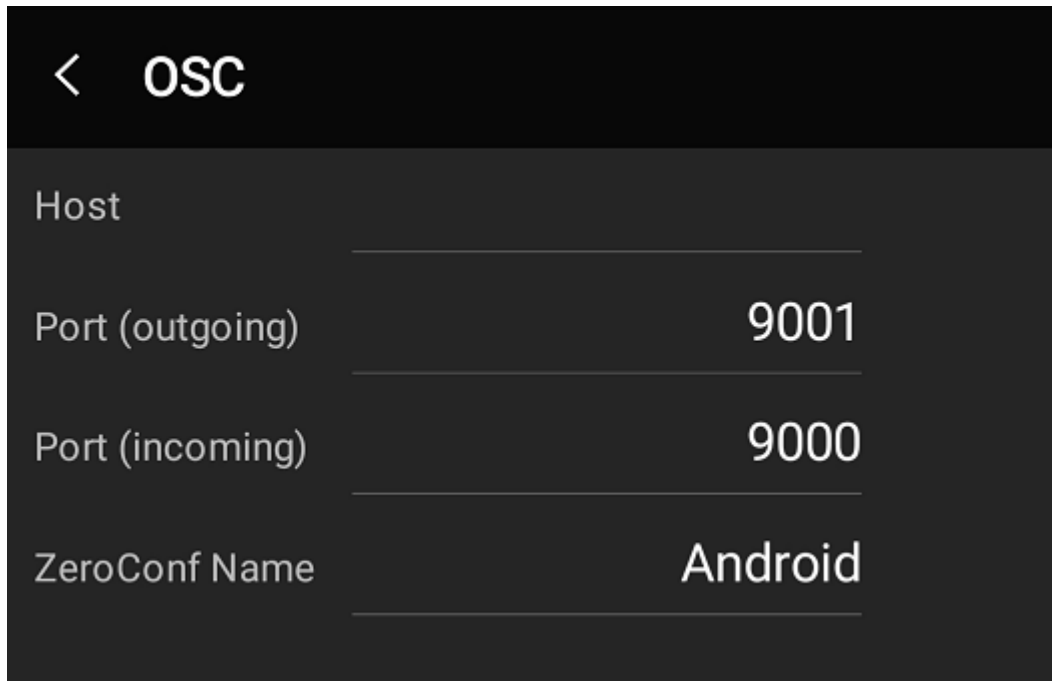 OSC
Host
Port (outgoing) 9001
Port (incoming) 9000
ZeroConf Name Android